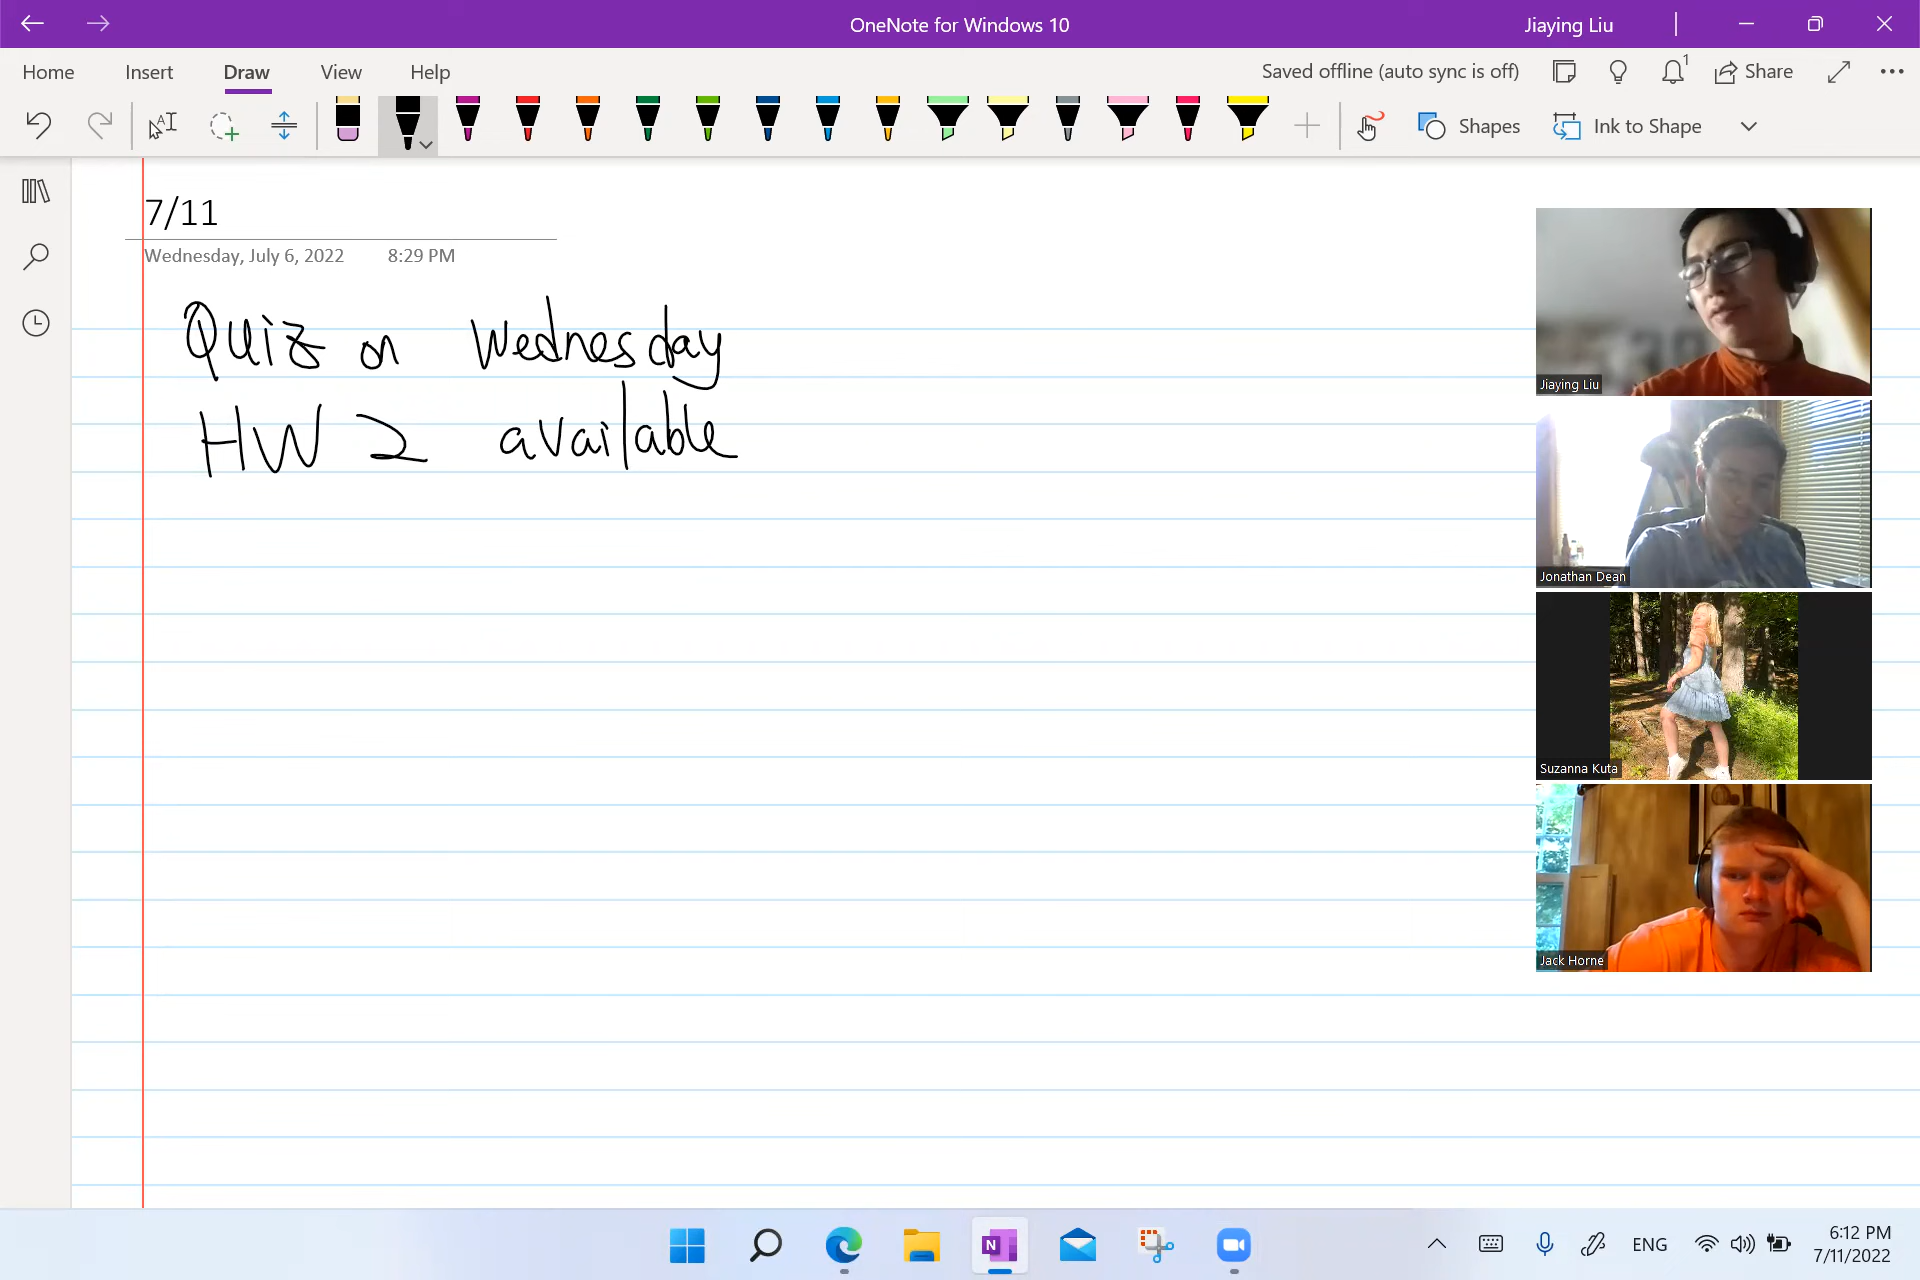 OneNote for Windows 10
Jiaying Liu
Home Insert Draw View Help
Saved offline (auto sync is off)
1
Share
Shapes
Ink to Shape
7/11
Wednesday, July 6, 2022 8:29 PM
Quiz on Wednesday
HW 2 available
Jiaying Liu
Jonathan Dean
Suzanna Kuta
Jack Horne
ENG
6:12 PM
7/11/2022